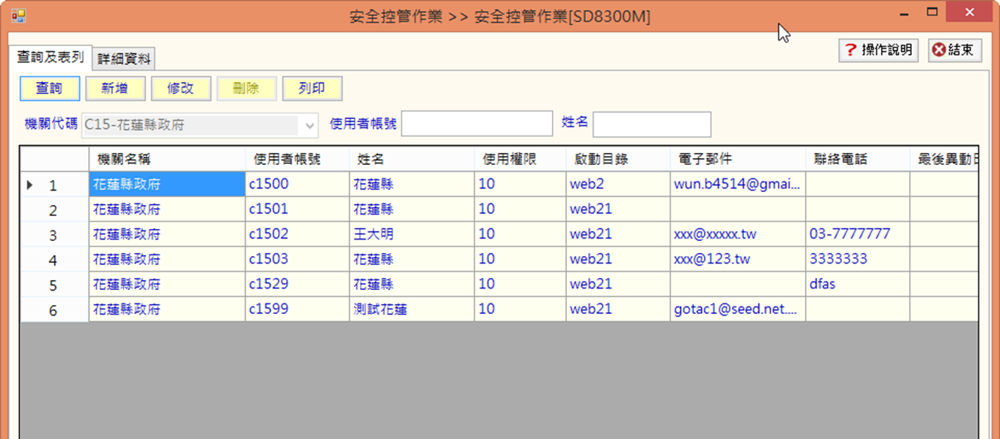 安全控管作業 >> 安全控管作業[SD8300M]
查詢及表列 詳細資料 ? 操作說明 結束
查詢 新增 修改 刪除 列印
機關代碼 C15-花蓮縣政府 使用者帳號 姓名
機關名稱 使用者帳號 姓名 使用權限 啟動目錄 電子郵件 聯絡電話 最後異動日
1 花蓮縣政府 c1500 花蓮縣 10 web2 wun.b4514@gmai...
2 花蓮縣政府 c1501 花蓮縣 10 web21
3 花蓮縣政府 c1502 王大明 10 web21 xxx@xxxxx.tw 03-7777777
4 花蓮縣政府 c1503 花蓮縣 10 web21 xxx@123.tw 3333333
5 花蓮縣政府 c1529 花蓮縣 10 web21 dfas
6 花蓮縣政府 c1599 測試花蓮 10 web21 gotac1@seed.net....